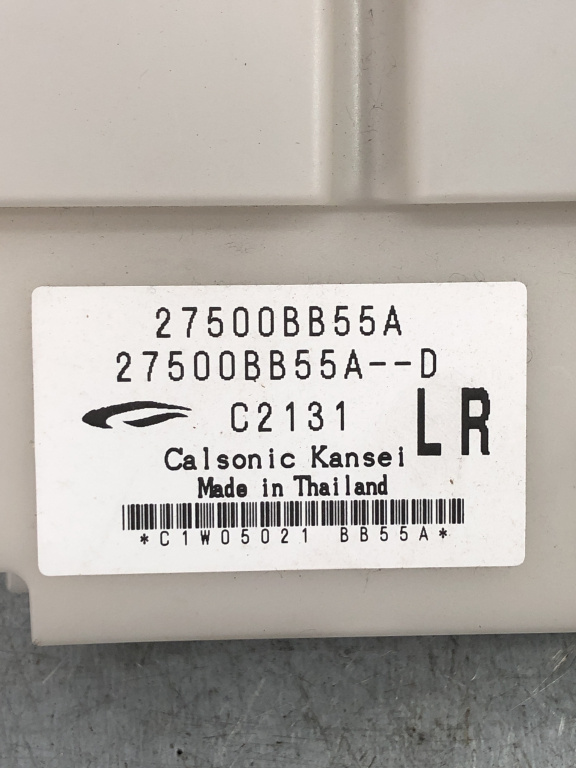 27500BB55A
27500BB55A--D
C2131
LR
Calsonic Kansei
Made in Thailand
*C1W05021 BB55A*